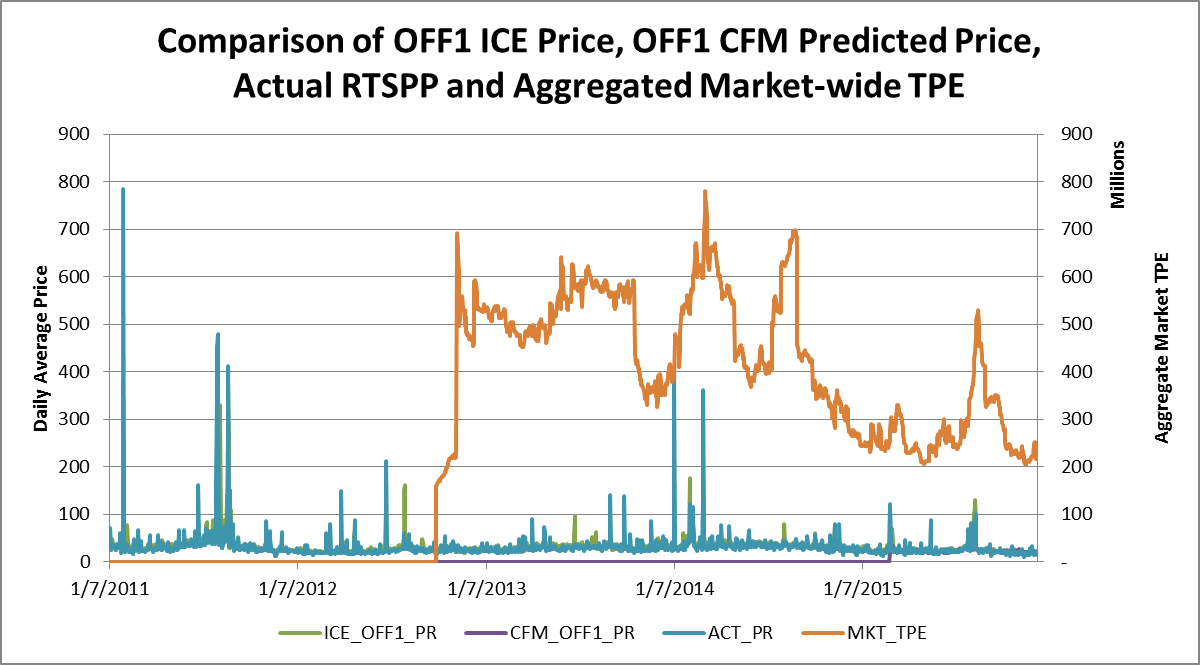 Comparison of OFF1 ICE Price, OFF1 CFM Predicted Price,
Actual RTSPP and Aggregated Market-wide TPE
Daily Average Price
900
800
700
600
500
400
300
200
100
0
900
800
700
600
500
400
300
200
100
-
Millions
Aggregate Market TPE
1/7/2011 1/7/2012 1/7/2013 1/7/2014 1/7/2015
ICE_OFF1_PR CFM_OFF1_PR ACT_PR MKT_TPE